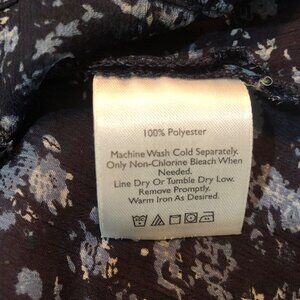 100% Polyester
Machine Wash Cold Separately.
Only Non-Chlorine Bleach When
Needed.
Line Dry Or Tumble Dry Low.
Remove Promptly.
Warm Iron As Desired.